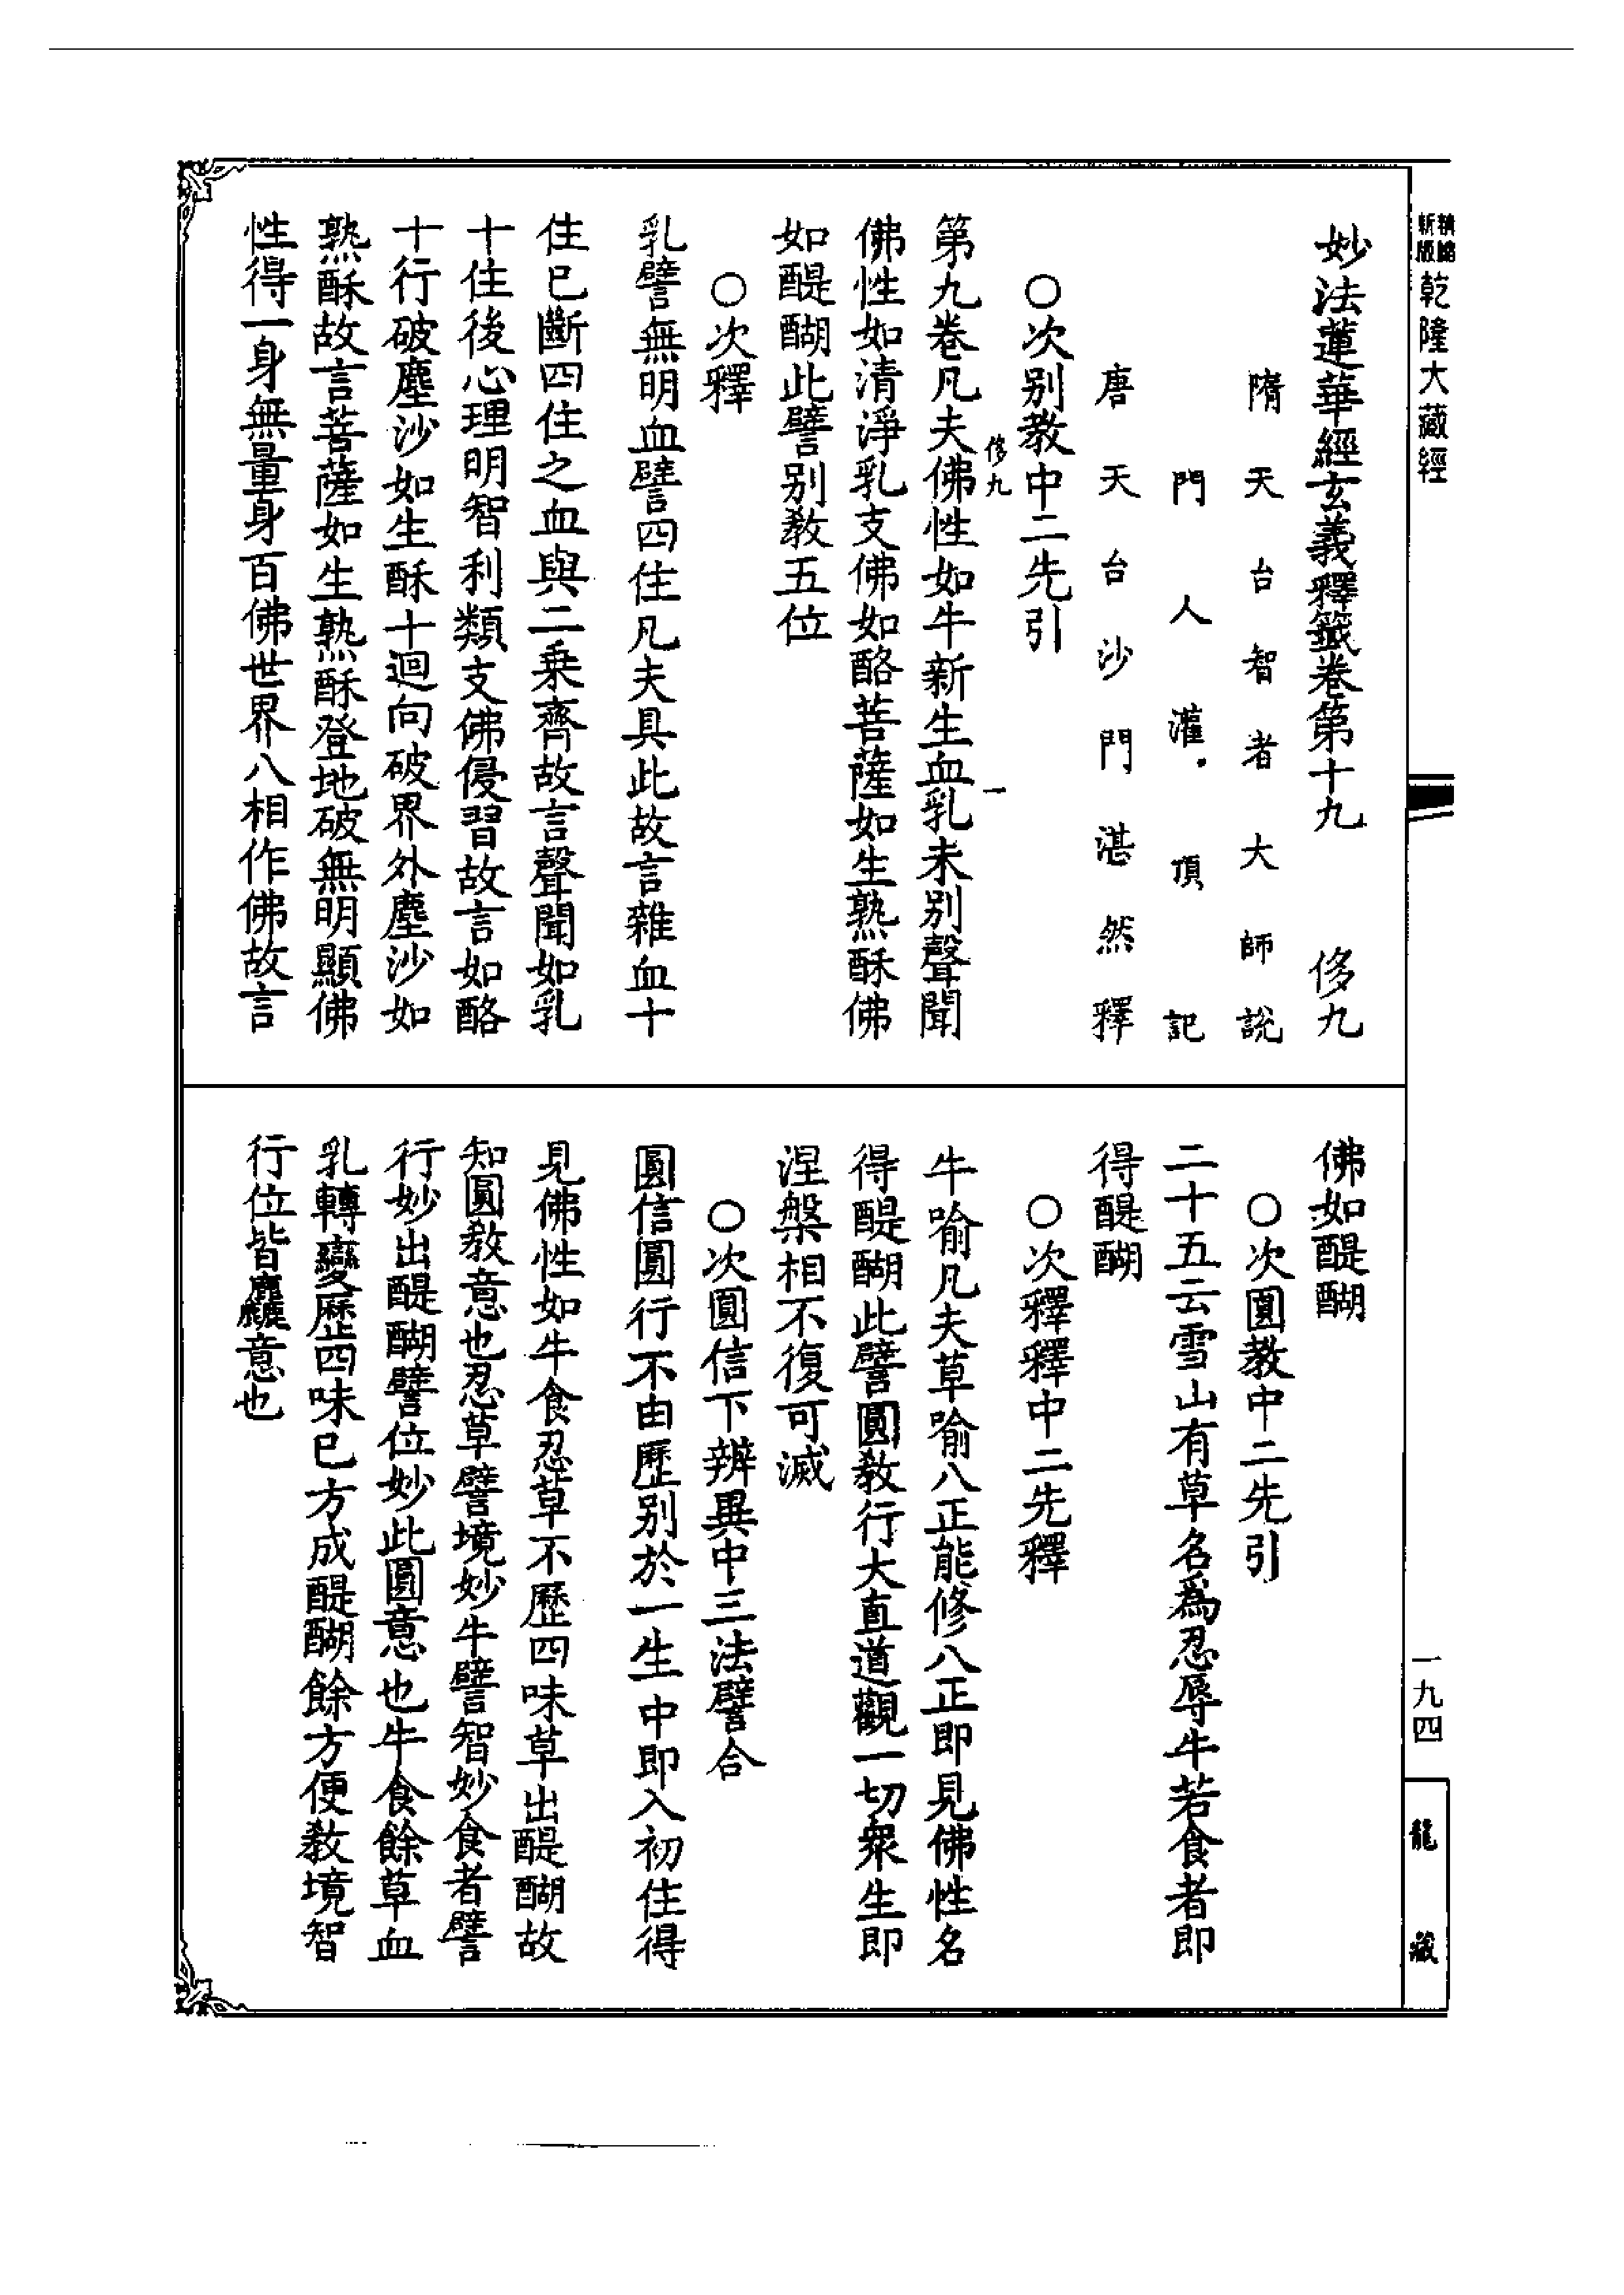 精縮新版乾隆大藏經
妙法蓮華經玄義釋籤卷第十九 侈九
隋天台智者大師說
門人灌頂記
唐天台沙門湛然釋
○次別教中二先引
侈九 一
第九卷凡夫佛性如牛新生血乳未別聲聞
佛性如清淨乳支佛如酪菩薩如生熟酥佛
如醍醐此譬別教五位
○次釋
乳譬無明血譬四住凡夫具此故言雜血十
住已斷四住之血與二乘齊故言聲聞如乳
十住後心理明智利類支佛侵習故言如酪
十行破塵沙如生酥十迴向破界外塵沙如
熟酥故言菩薩如生熟酥登地破無明顯佛
性得一身無量身百佛世界八相作佛故言
佛如醍醐
○次圓教中二先引
二十五云雪山有草名為忍辱牛若食者即
得醍醐
○次釋釋中二先釋
牛喻凡夫草喻八正能修八正即見佛性名
得醍醐此譬圓教行大直道觀一切眾生即
涅槃相不復可滅
○次圓信下辨異中三法譬合
圓信圓行不由歷別於一生中即入初住得
見佛性如牛食忍草不歷四味草出醍醐故
知圓教意也忍草譬境妙牛譬智妙食者譬
行妙出醍醐譬位妙此圓意也牛食餘草血
乳轉變歷四味已方成醍醐餘方便教境智
行位皆麤意也
一九四
龍藏